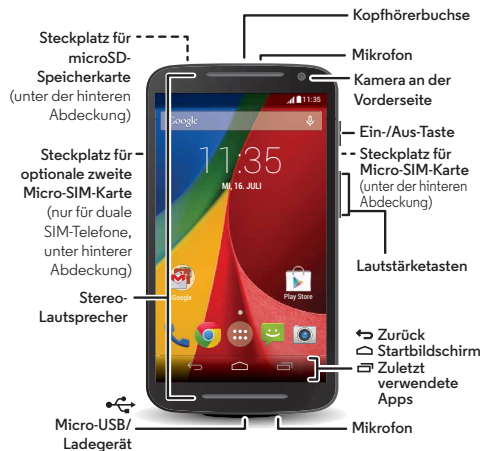 Kopfhörerbuchse
Steckplatz für
microSD-
Speicherkarte
(unter der hinteren
Abdeckung)
Mikrofon
Kamera an der
Vorderseite
11:35
Google
Ein-/Aus-Taste
11:35
MI, 16. JULI
Steckplatz für
optionale zweite
Micro-SIM-Karte
(nur für duale
SIM-Telefone,
unter hinterer
Abdeckung)
Steckplatz für
Micro-SIM-Karte
(unter der hinteren
Abdeckung)
Lautstärketasten
Google
Play Store
Stereo-
Lautsprecher
Zurück
Startbildschirm
Zuletzt
verwendete
Apps
Micro-USB/
Ladegerät
Mikrofon